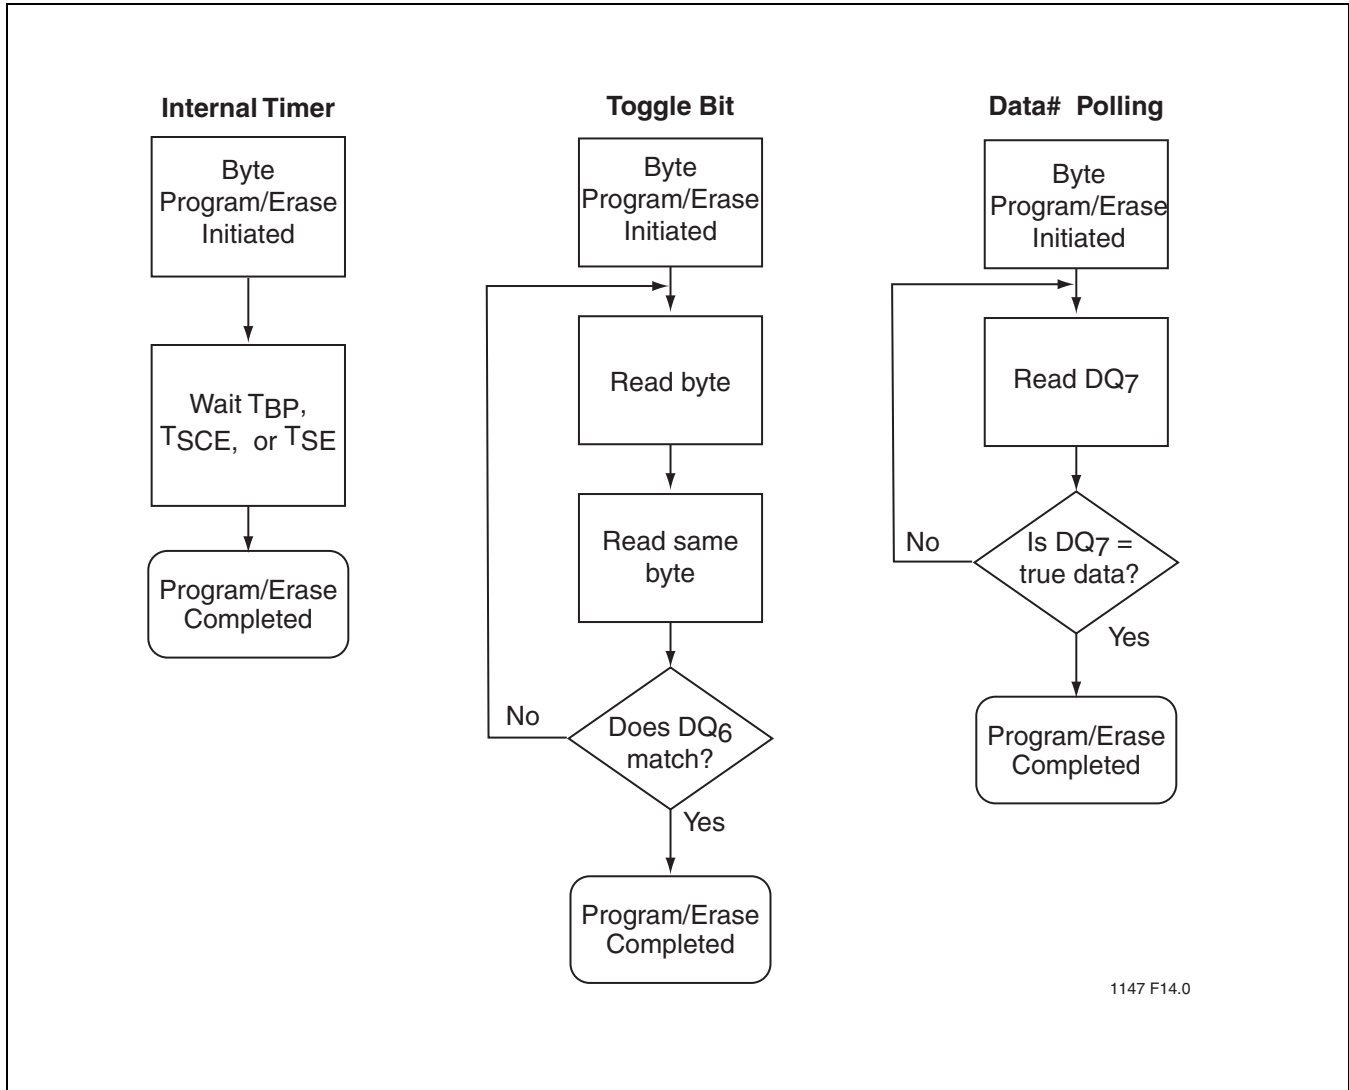 Internal Timer
Byte
Program/Erase
Initiated
Wait TBP,
TSCE, or TSE
Program/Erase
Completed
Toggle Bit
Byte
Program/Erase
Initiated
Read byte
Read same
byte
Does DQ6
match?
No
Yes
Program/Erase
Completed
Data# Polling
Byte
Program/Erase
Initiated
Read DQ7
Is DQ7 =
true data?
No
Yes
Program/Erase
Completed
1147 F14.0